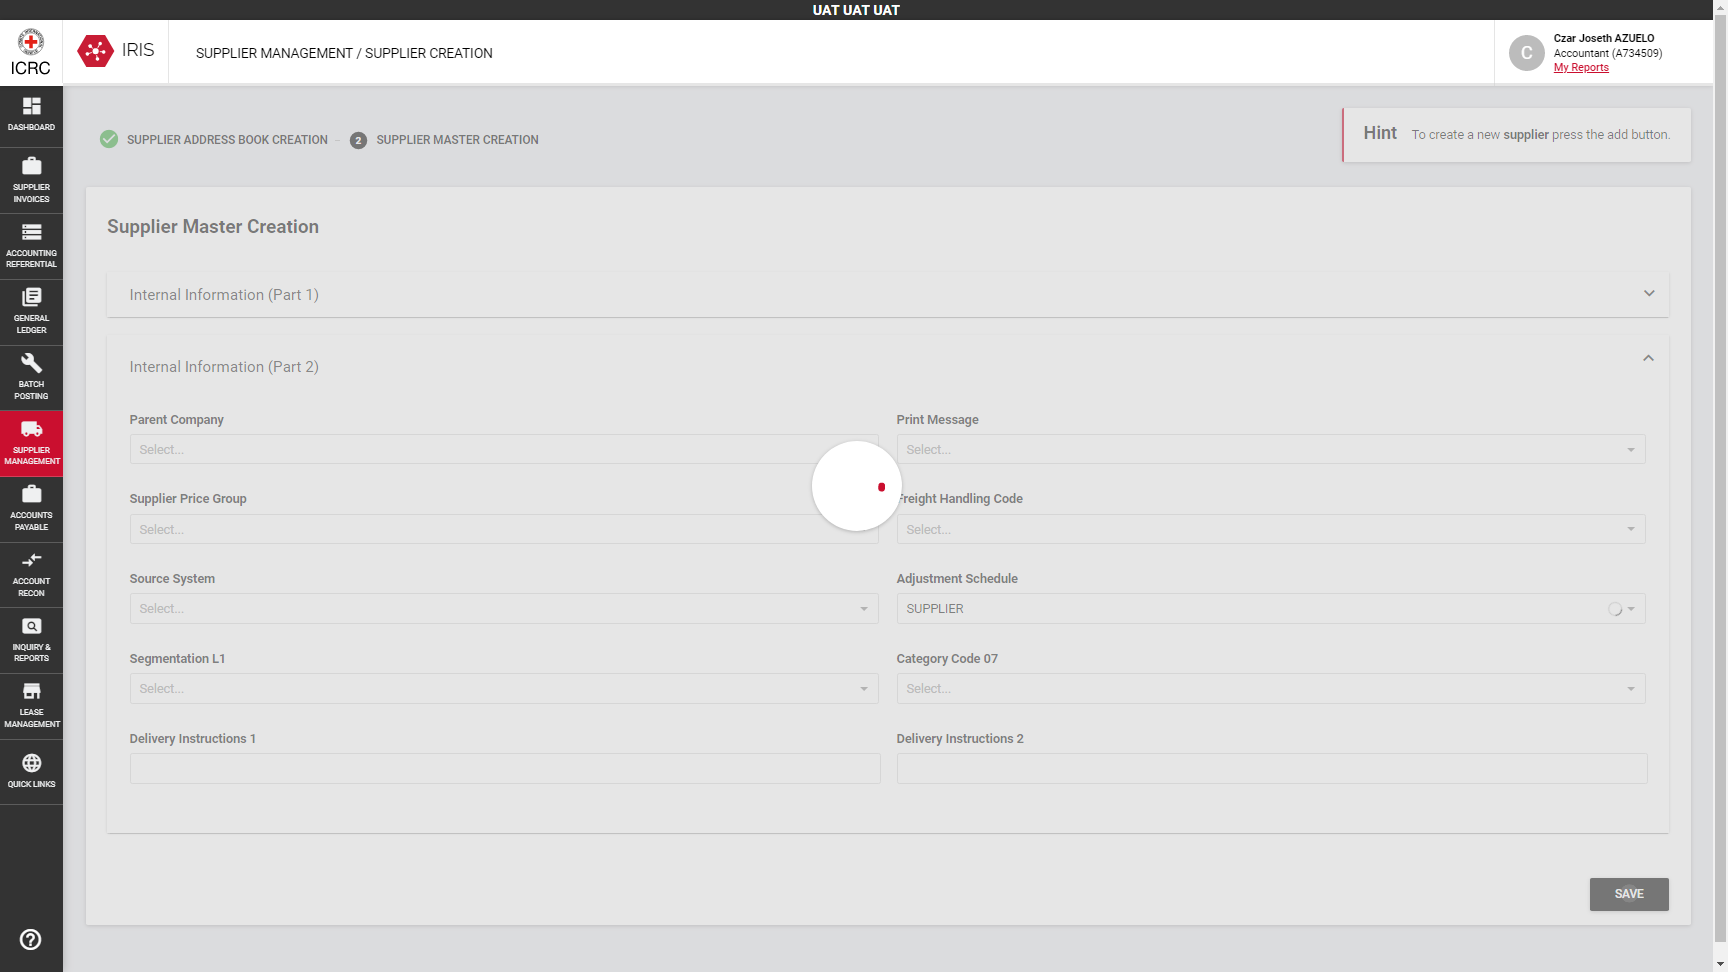 UAT UAT UAT
ICRC
IRIS
SUPPLIER MANAGEMENT / SUPPLIER CREATION
C
Czar Joseth AZUELO
Accountant (A734509)
My Reports
DASHBOARD
SUPPLIER
INVOICES
ACCOUNTING
REFERENTIAL
GENERAL
LEDGER
BATCH
POSTING
SUPPLIER
MANAGEMENT
ACCOUNTS
PAYABLE
ACCOUNT
RECON
INQUIRY &
REPORTS
LEASE
MANAGEMENT
QUICK LINKS
SUPPLIER ADDRESS BOOK CREATION
2 SUPPLIER MASTER CREATION
Hint To create a new supplier press the add button.
Supplier Master Creation
Internal Information (Part 1)
Internal Information (Part 2)
Parent Company
Select...
Print Message
Select...
Supplier Price Group
Select...
Freight Handling Code
Select...
Source System
Select...
Adjustment Schedule
SUPPLIER
Segmentation L1
Select...
Category Code 07
Select...
Delivery Instructions 1
Delivery Instructions 2
SAVE